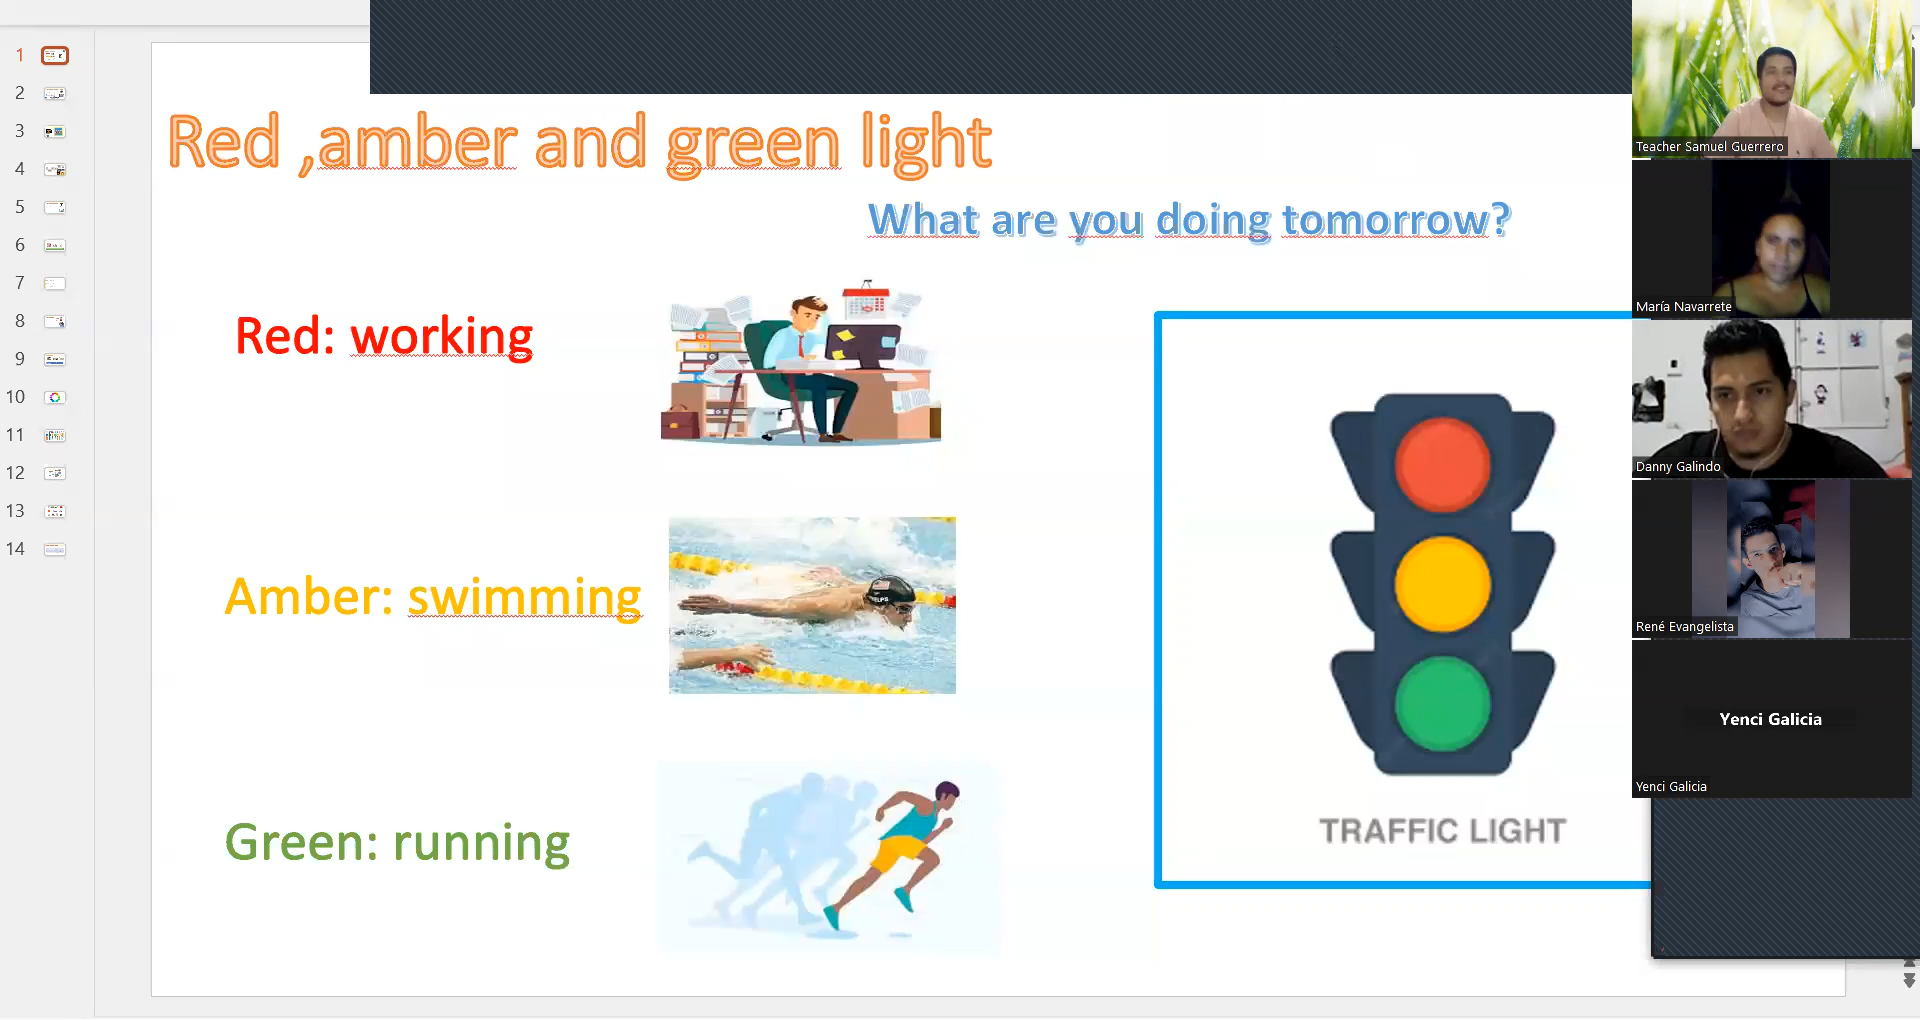 1
2
3
4
5
6
7
8
9
10
11
12
13
14
Red ,amber and green light
What are you doing tomorrow?
Red: working
Amber: swimming
Green: running
TRAFFIC LIGHT
Teacher Samuel Guerrero
María Navarrete
Danny Galindo
René Evangelista
Yenci Galicia
Yenci Galicia